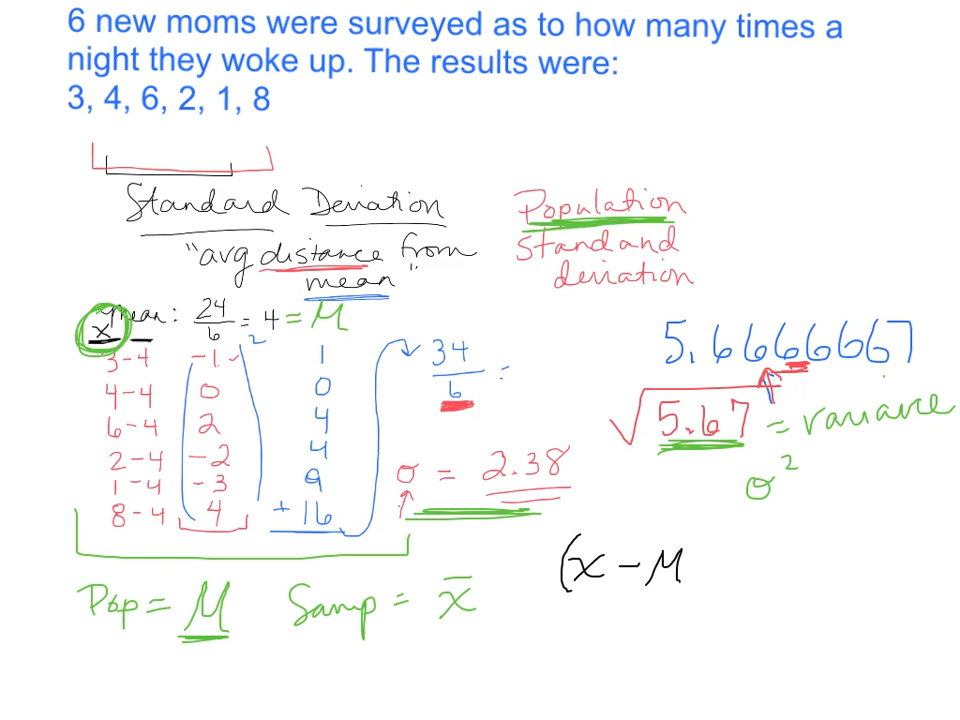 6 new moms were surveyed as to how many times a
night they woke up. The results were:
3, 4, 6, 2, 1, 8
Standard Deviation
"avg distance from
mean"
Population
Standard
deviation
mean: 24/6 = 4 = μ
x
3-4 -1 ✓ 1
4-4 0 0
6-4 2 4
2-4 -2 4
1-4 -3 9
8-4 4 + 16
2
34/6 =
5.6666667
√5.67 = variance
σ²
σ = 2.38
(x - μ
Pop = μ Samp = x̄